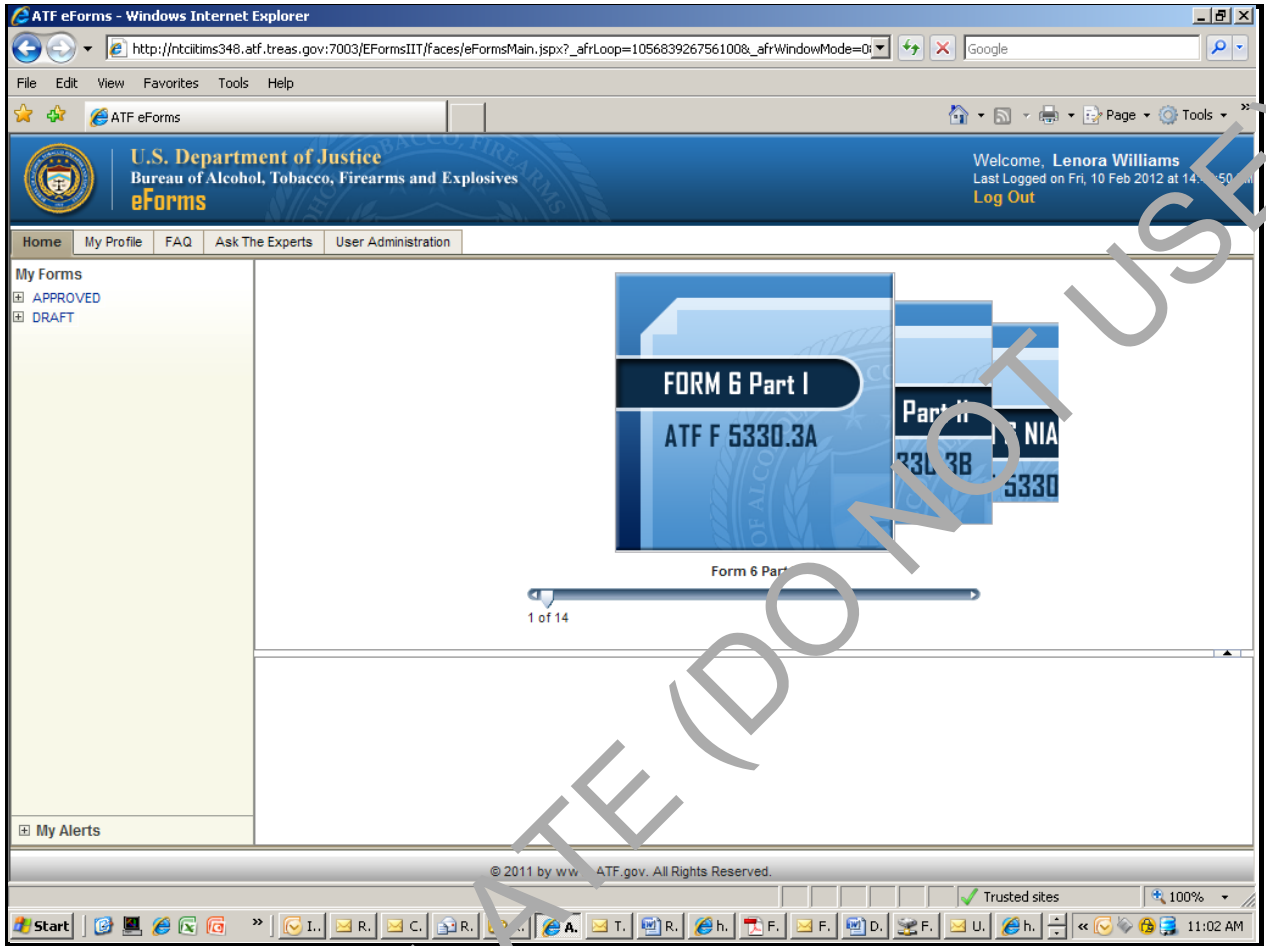 ATF eForms - Windows Internet Explorer
http://ntciitims348.atf.treas.gov:7003/EFormsIIT/faces/eFormsMain.jspx?_afrLoop=1056839267561008&_afrWindowMode=0
Google
File Edit View Favorites Tools Help
ATF eForms
Page Tools
U.S. Department of Justice
Bureau of Alcohol, Tobacco, Firearms and Explosives
eForms
Welcome, Lenora Williams
Last Logged on Fri, 10 Feb 2012 at
Log Out
Home My Profile FAQ Ask The Experts User Administration
My Forms
APPROVED
DRAFT
FORM 6 Part I
ATF F 5330.3A
Part II
330.3B
NIA
5330
Form 6 Part
1 of 14
My Alerts
© 2011 by ATF.gov. All Rights Reserved.
Trusted sites
100%
Start
I.. R. C. R. A. T. R. h. F. F. D. F. U. h.
11:02 AM
ATE (DO NOT USE